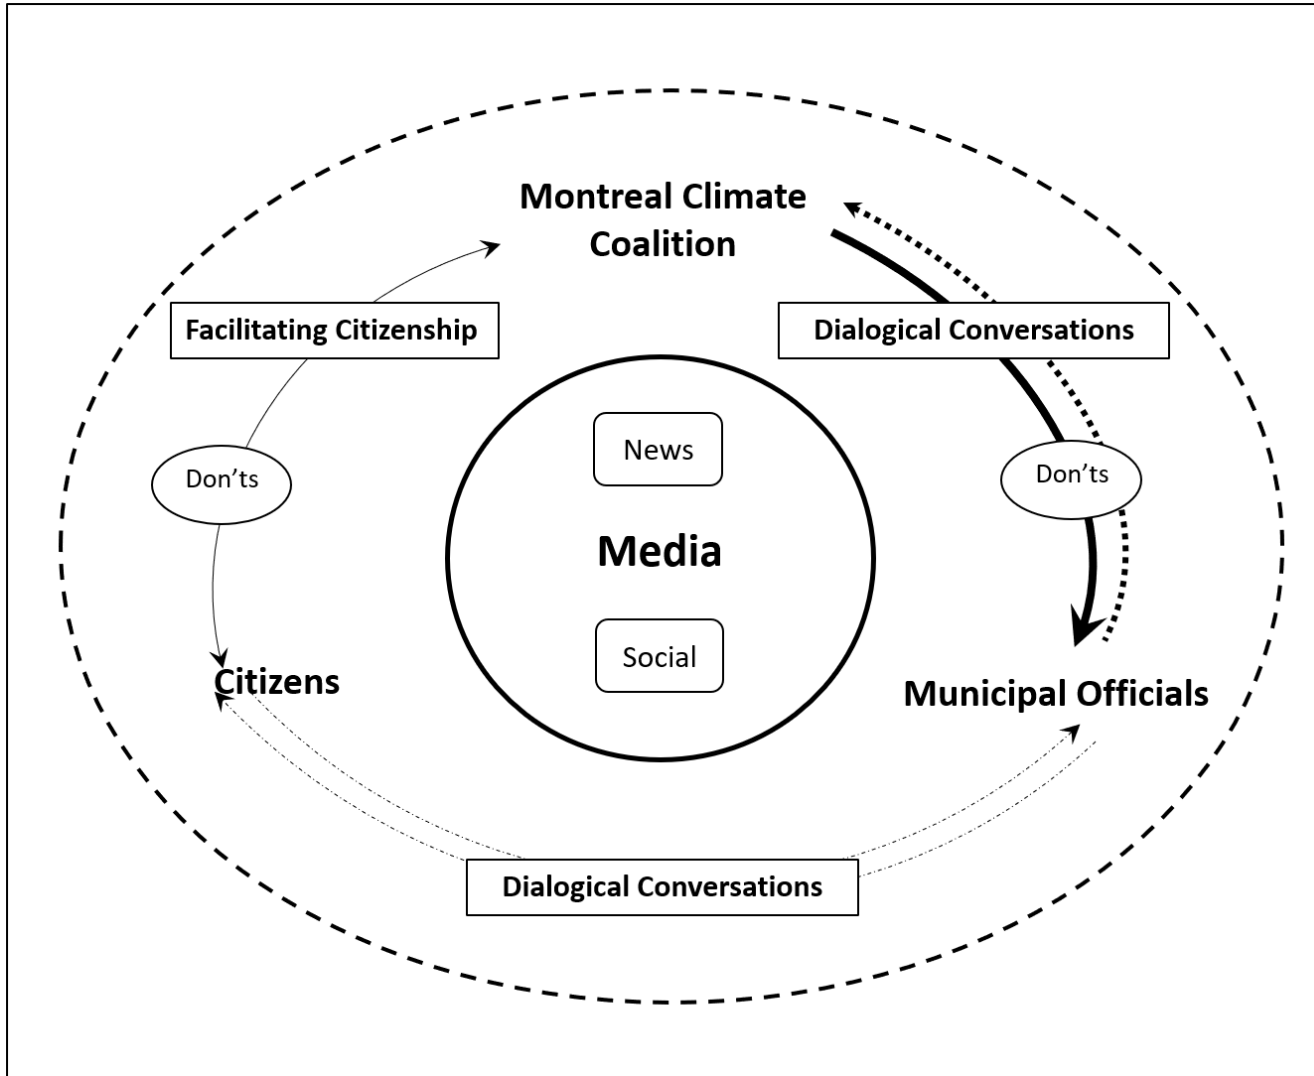 Montreal Climate
Coalition
Facilitating Citizenship
Dialogical Conversations
News
Don'ts
Don'ts
Media
Social
Citizens
Municipal Officials
Dialogical Conversations